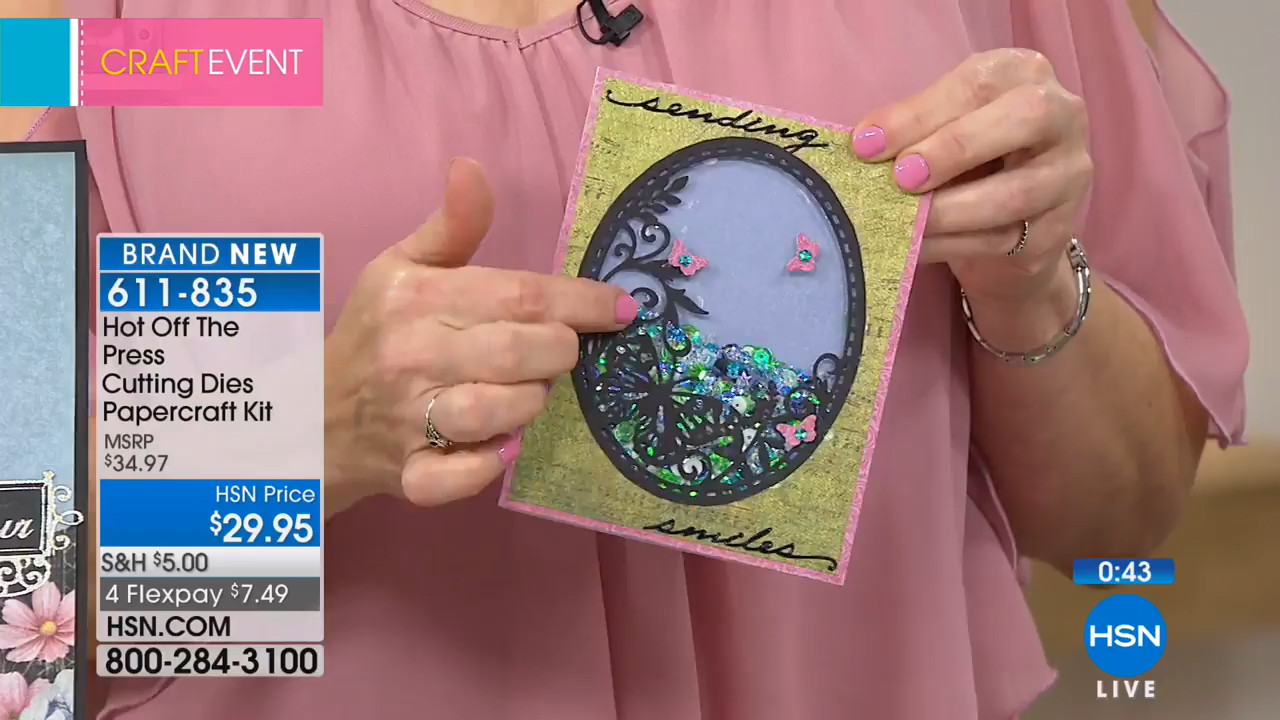 CRAFT EVENT
sending
smiles
BRAND NEW
611-835
Hot Off The
Press
Cutting Dies
Papercraft Kit
MSRP
$34.97
HSN Price
$29.95
S&H $5.00
4 Flexpay $7.49
HSN.COM
800-284-3100
ur
0:43
HSN
LIVE